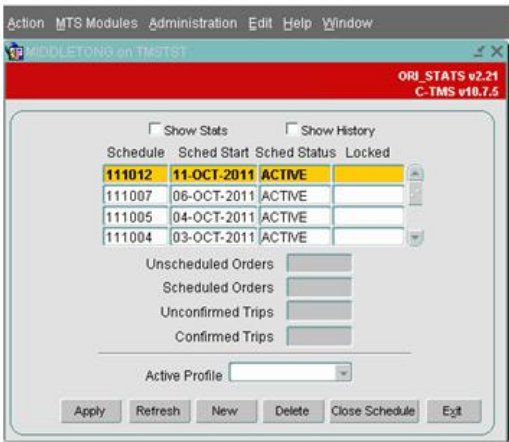 Action MTS Modules Administration Edit Help Window
MIDDLETONG on TMSTST
ORI_STATS v2.21
C-TMS v10.7.5
Show Stats Show History
Schedule Sched Start Sched Status Locked
111012 11-OCT-2011 ACTIVE
111007 06-OCT-2011 ACTIVE
111005 04-OCT-2011 ACTIVE
111004 03-OCT-2011 ACTIVE
Unscheduled Orders
Scheduled Orders
Unconfirmed Trips
Confirmed Trips
Active Profile
Apply Refresh New Delete Close Schedule Exit